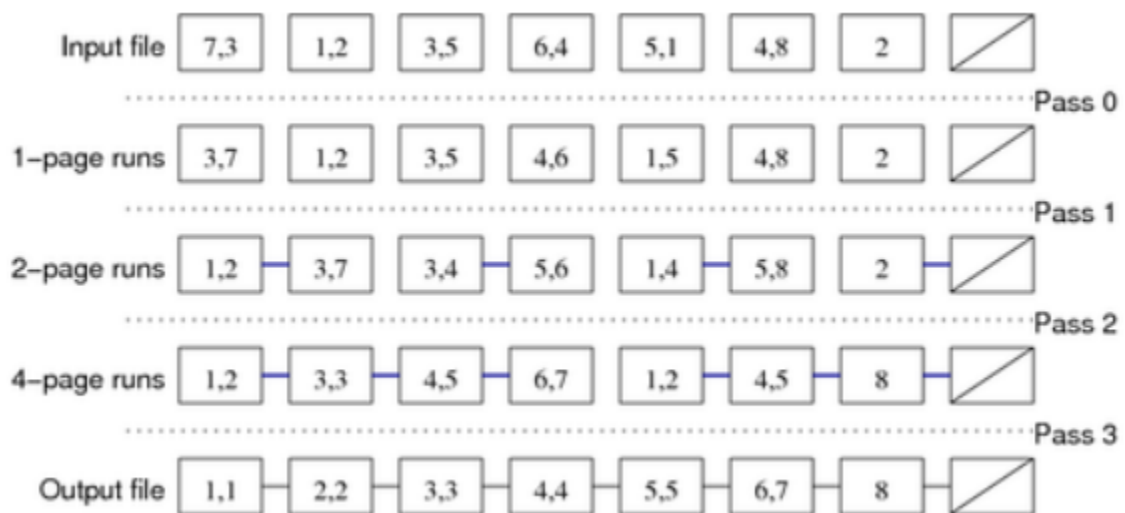 Input file 7,3 1,2 3,5 6,4 5,1 4,8 2
Pass 0
1-page runs 3,7 1,2 3,5 4,6 1,5 4,8 2
Pass 1
2-page runs 1,2 3,7 3,4 5,6 1,4 5,8 2
Pass 2
4-page runs 1,2 3,3 4,5 6,7 1,2 4,5 8
Pass 3
Output file 1,1 2,2 3,3 4,4 5,5 6,7 8